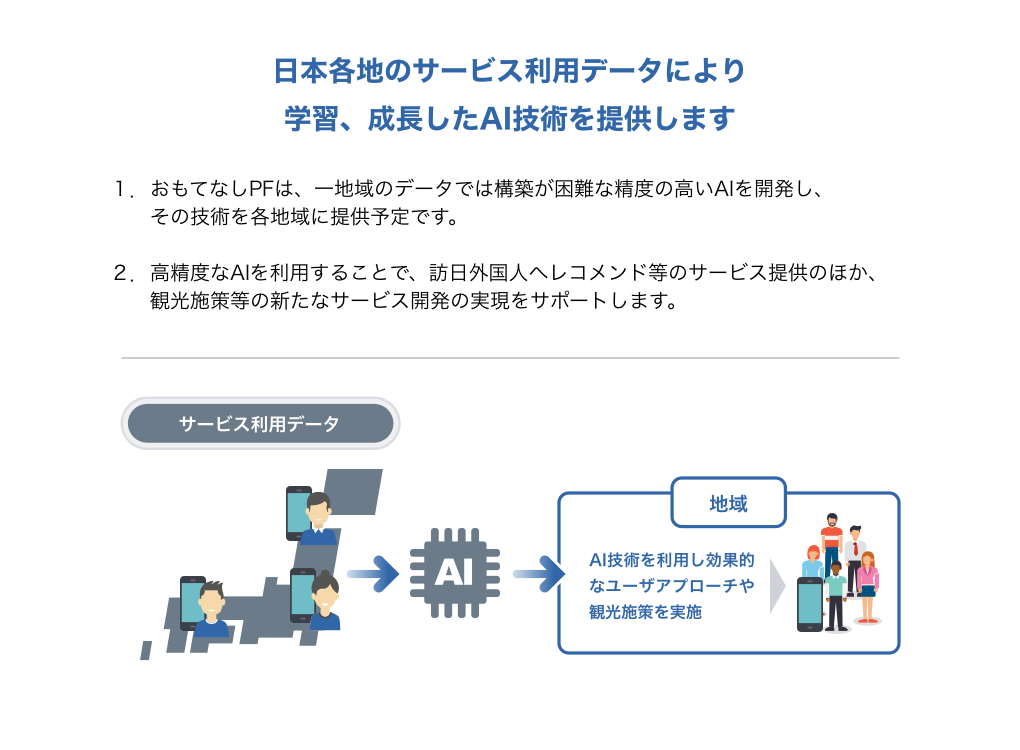 日本各地のサービス利用データにより
学習、成長したAI技術を提供します
1． おもてなしPFは、一地域のデータでは構築が困難な精度の高いAIを開発し、
その技術を各地域に提供予定です。
2． 高精度なAIを利用することで、訪日外国人へレコメンド等のサービス提供のほか、
観光施策等の新たなサービス開発の実現をサポートします。
サービス利用データ
AI
地域
AI技術を利用し効果的
なユーザアプローチや
観光施策を実施